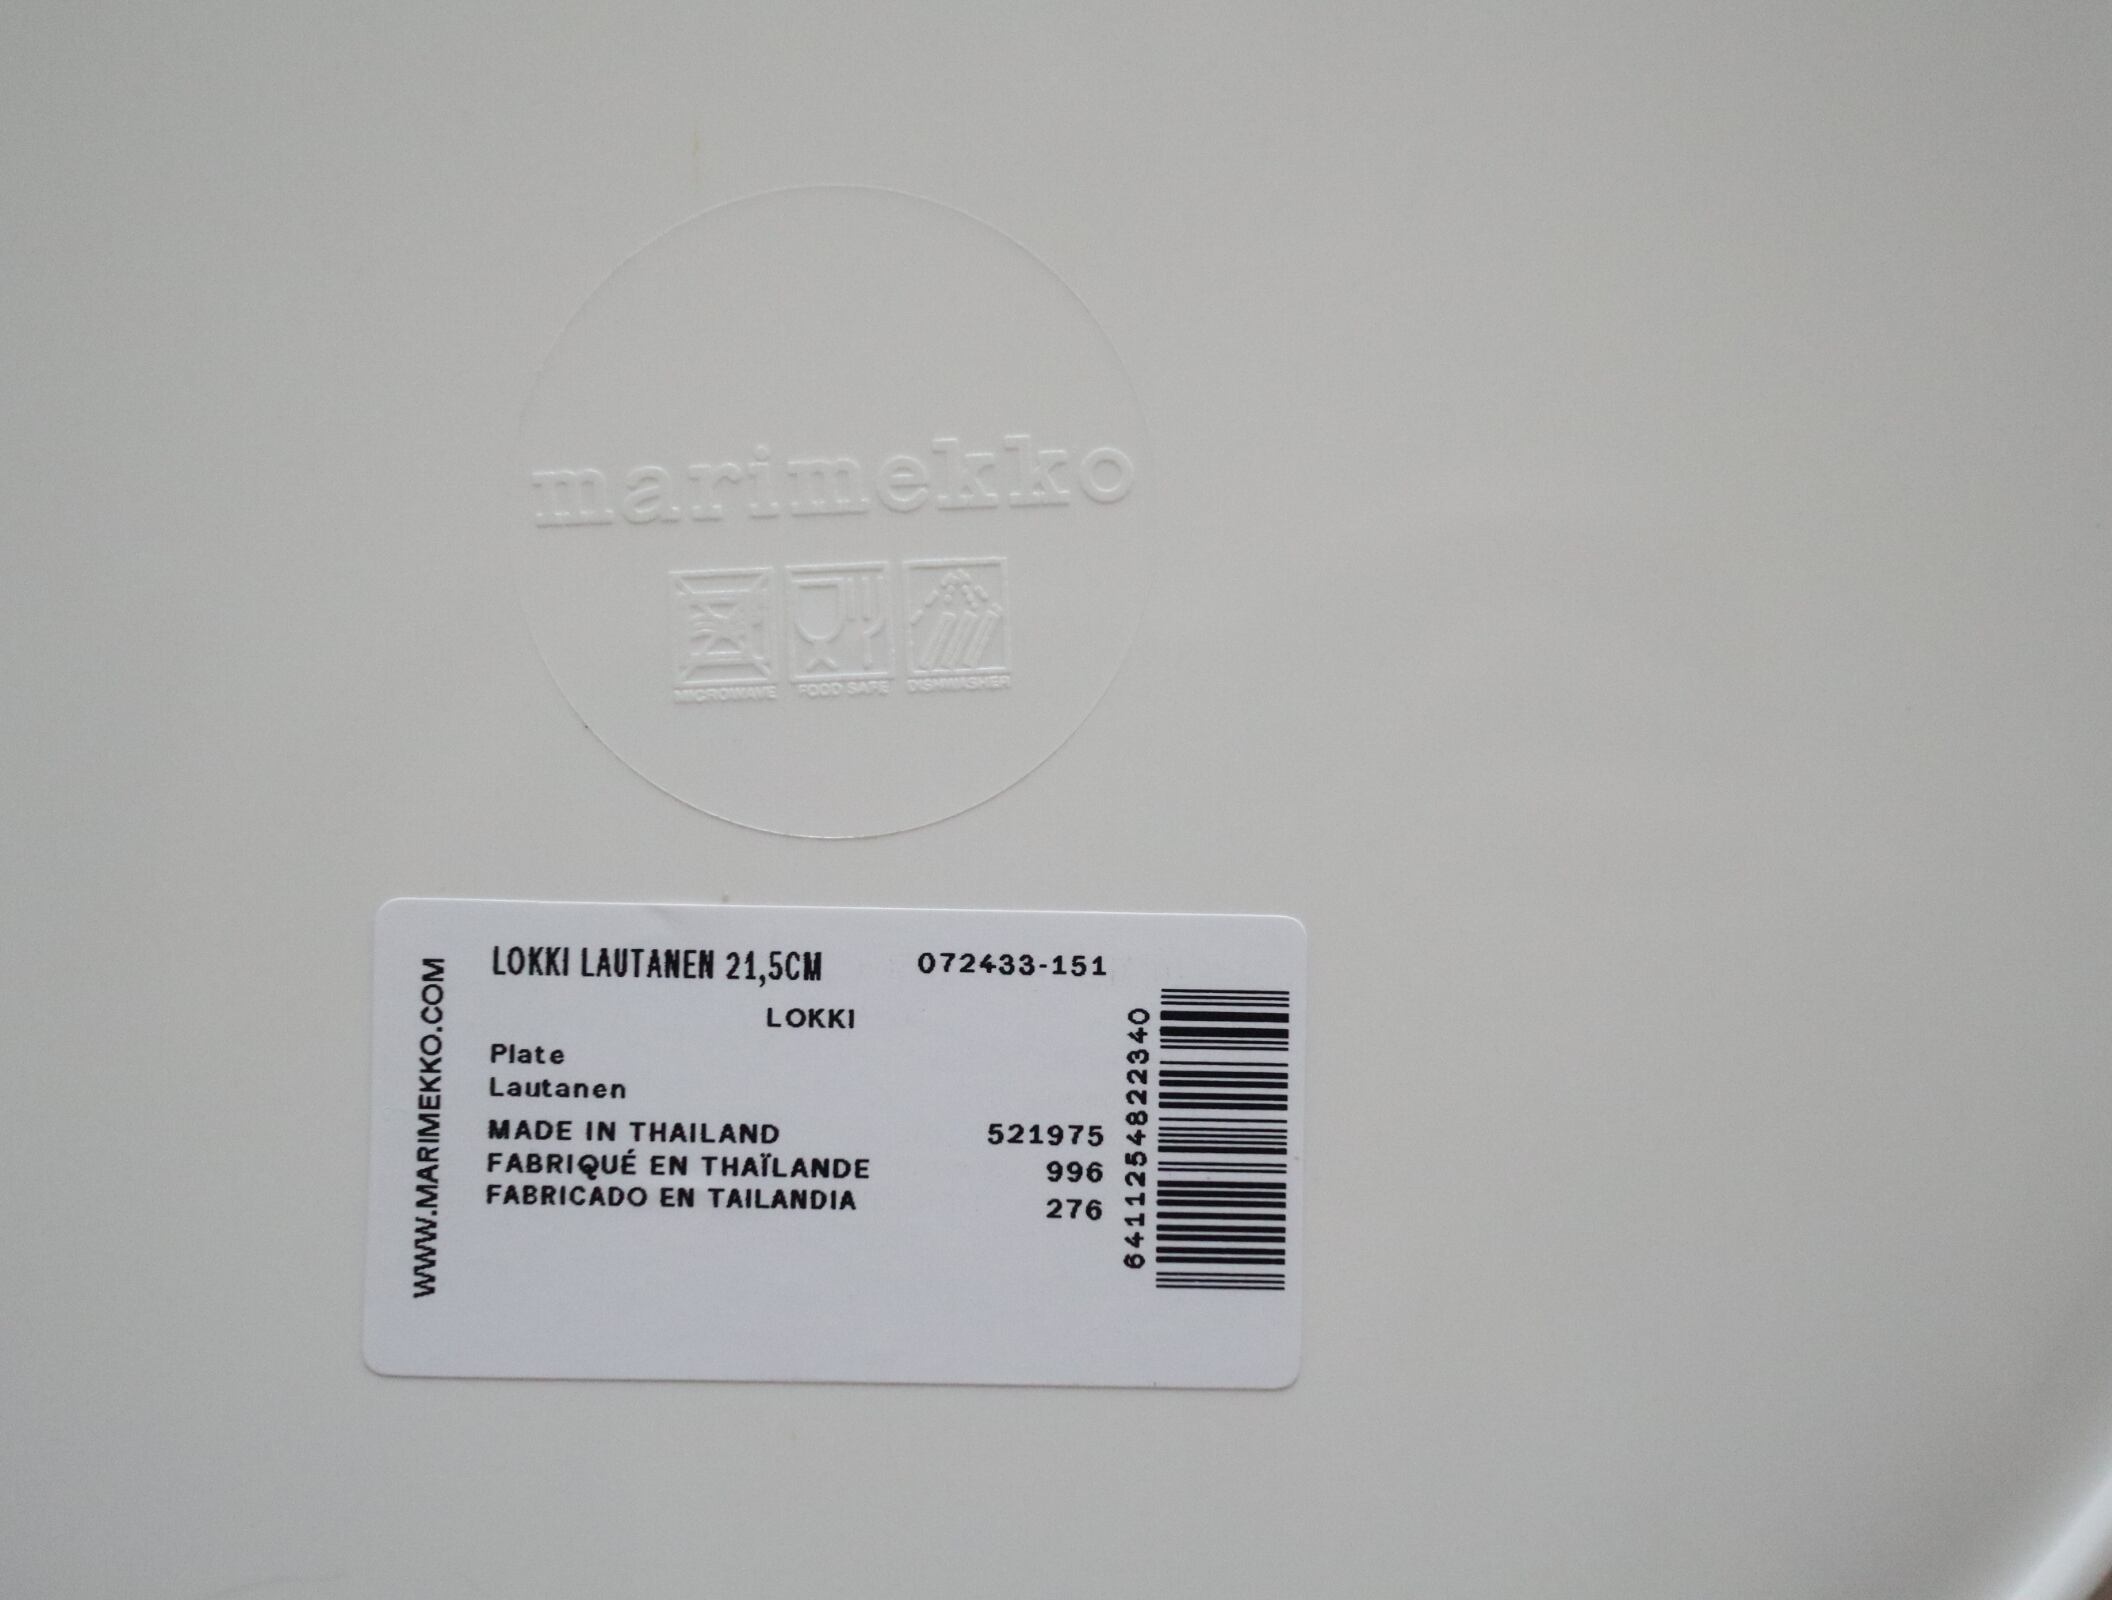 marimekko
MICROWAVE FOOD SAFE DISHWASHER
LOKKI LAUTANEN 21,5CM 072433-151
LOKKI
Plate
Lautanen
MADE IN THAILAND 521975
FABRIQUÉ EN THAÏLANDE 996
FABRICADO EN TAILANDIA 276
WWW.MARIMEKKO.COM
6411254822340